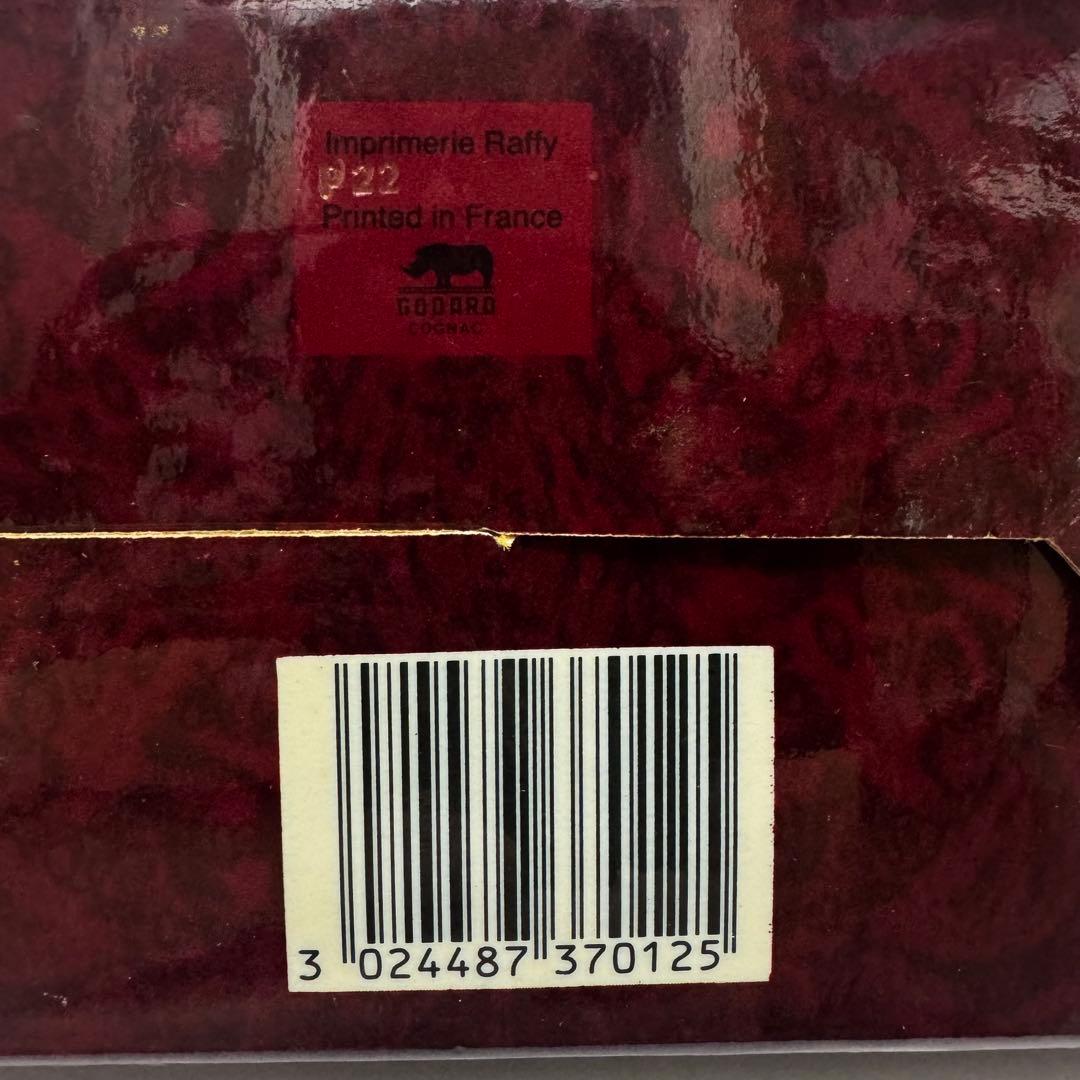 Imprimerie Raffy
P22
Printed in France
GODARD
COGNAC
3 024487 370125